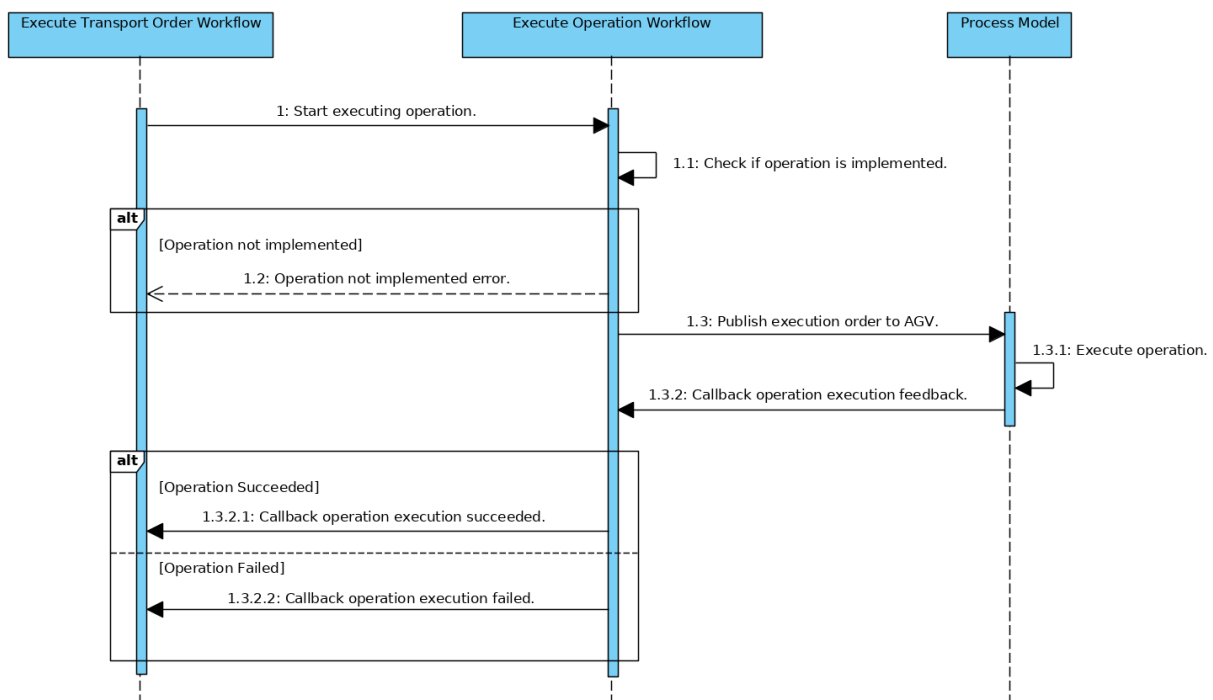 Execute Transport Order Workflow
Execute Operation Workflow
Process Model
1: Start executing operation.
1.1: Check if operation is implemented.
alt
[Operation not implemented]
1.2: Operation not implemented error.
1.3: Publish execution order to AGV.
1.3.1: Execute operation.
1.3.2: Callback operation execution feedback.
alt
[Operation Succeeded]
1.3.2.1: Callback operation execution succeeded.
[Operation Failed]
1.3.2.2: Callback operation execution failed.